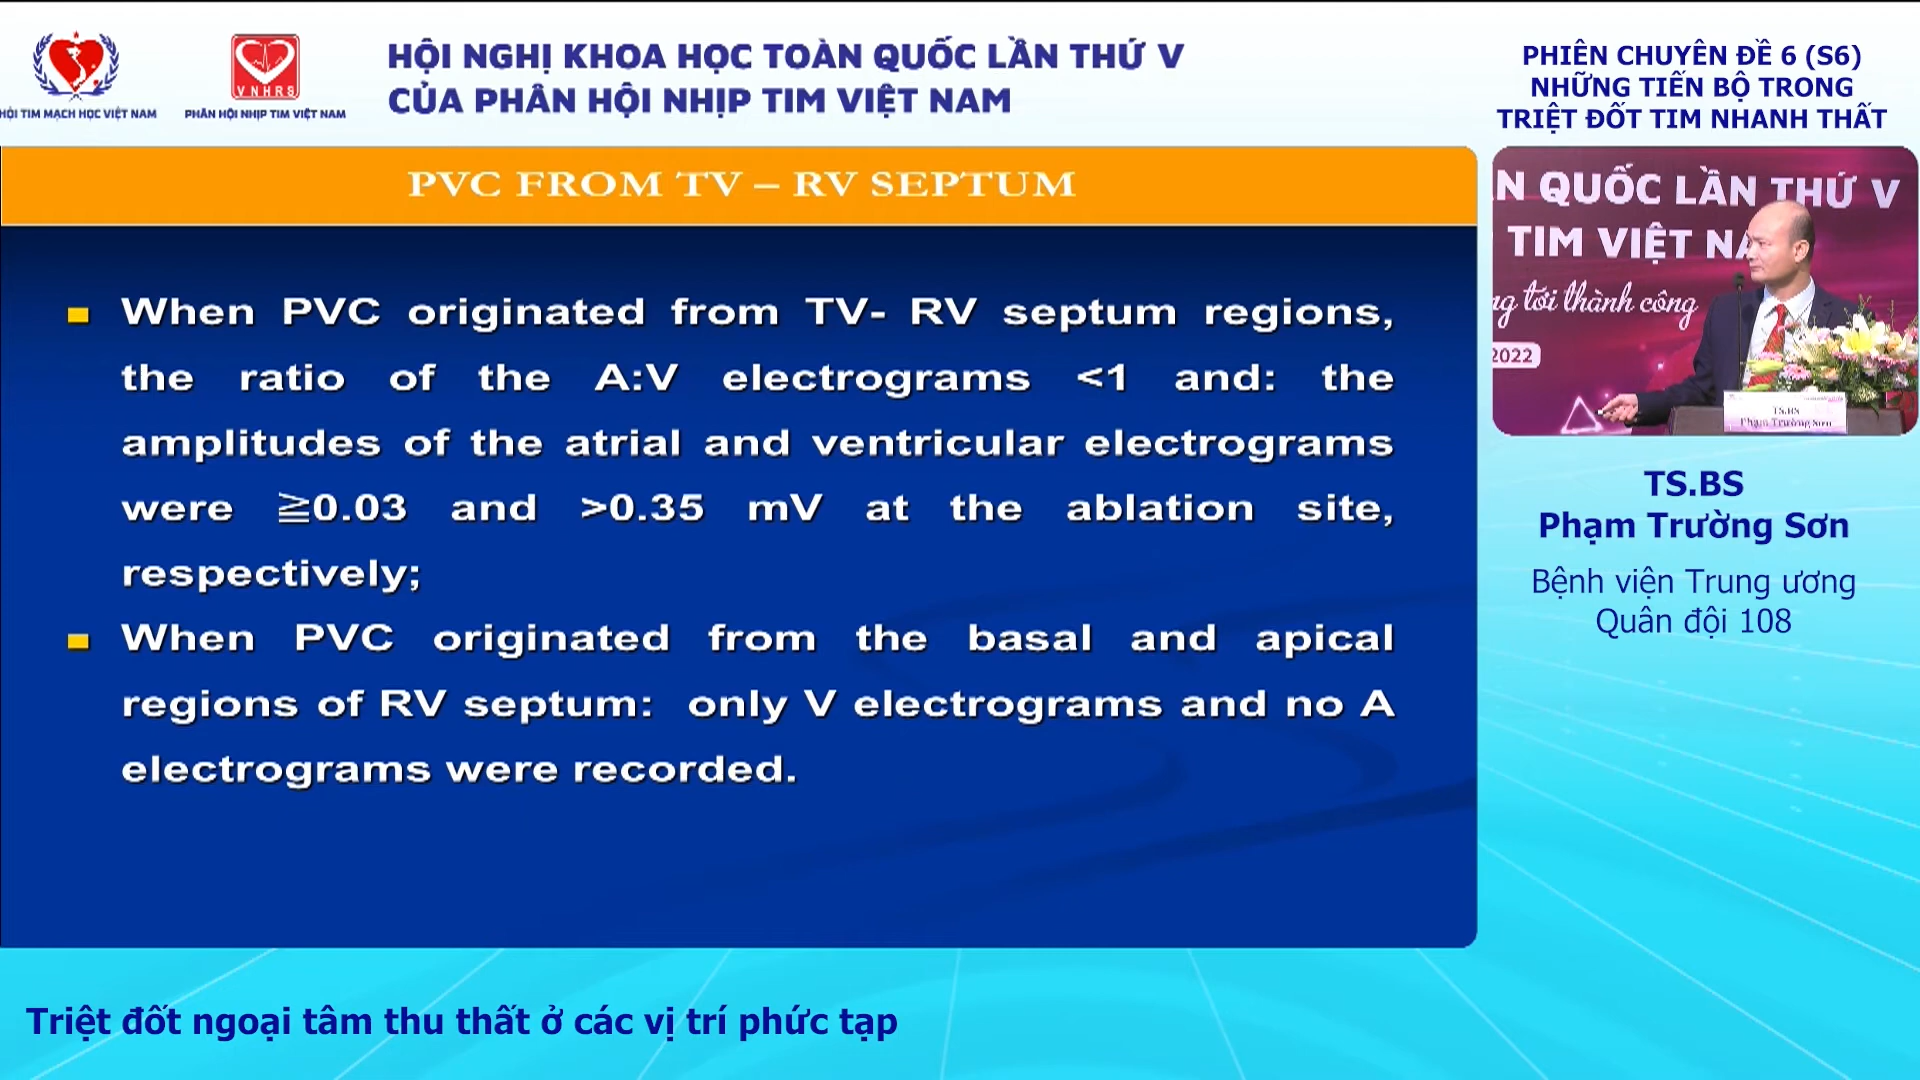 HỘI TIM MẠCH HỌC VIỆT NAM
VNHRS
PHÂN HỘI NHỊP TIM VIỆT NAM
HỘI NGHỊ KHOA HỌC TOÀN QUỐC LẦN THỨ V
CỦA PHÂN HỘI NHỊP TIM VIỆT NAM
PHIÊN CHUYÊN ĐỀ 6 (S6)
NHỮNG TIẾN BỘ TRONG
TRIỆT ĐỐT TIM NHANH THẤT
PVC FROM TV – RV SEPTUM
When PVC originated from TV- RV septum regions,
the ratio of the A:V electrograms <1 and: the
amplitudes of the atrial and ventricular electrograms
were ≧0.03 and >0.35 mV at the ablation site,
respectively;
When PVC originated from the basal and apical
regions of RV septum: only V electrograms and no A
electrograms were recorded.
N QUỐC LẦN THỨ V
TIM VIỆT NA
ng tới thành công
2022
TS.BS
Phạm Trường Sơn
TS.BS
Phạm Trường Sơn
Bệnh viện Trung ương
Quân đội 108
Triệt đốt ngoại tâm thu thất ở các vị trí phức tạp